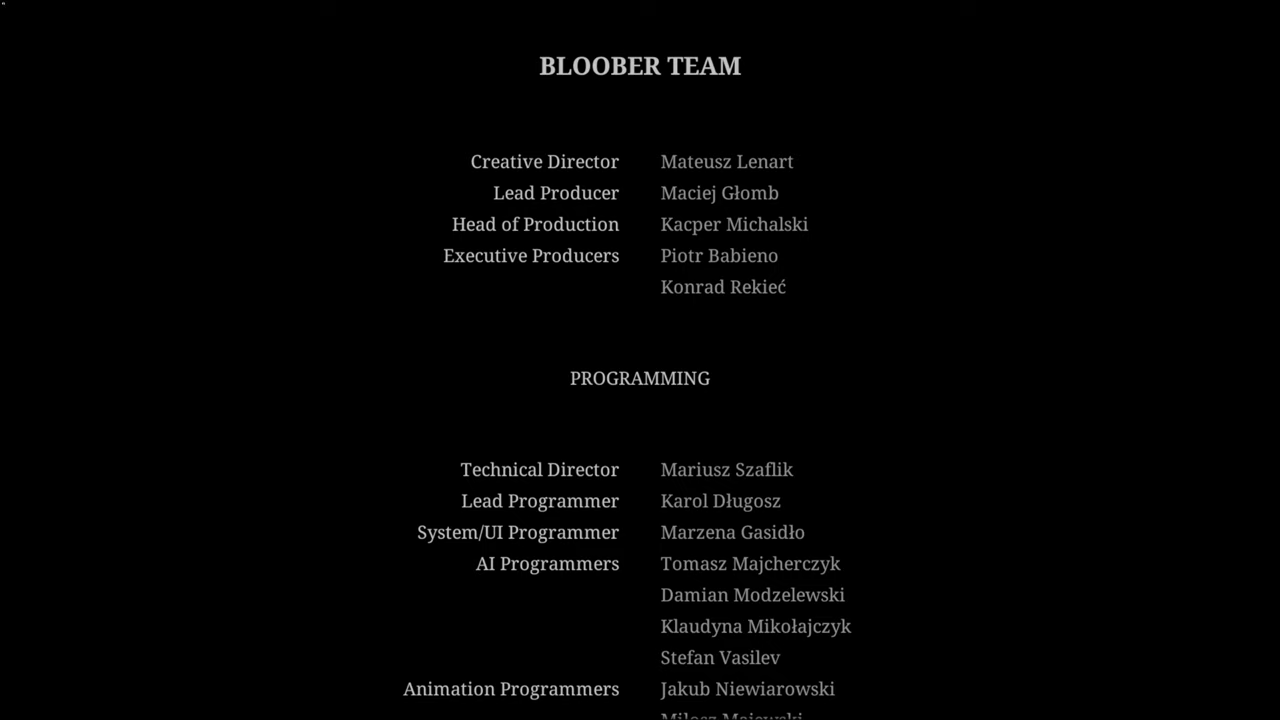 BLOOBER TEAM
Creative Director Mateusz Lenart
Lead Producer Maciej Głomb
Head of Production Kacper Michalski
Executive Producers Piotr Babieno
Konrad Rekieć
PROGRAMMING
Technical Director Mariusz Szaflik
Lead Programmer Karol Długosz
System/UI Programmer Marzena Gasidło
AI Programmers Tomasz Majcherczyk
Damian Modzelewski
Klaudyna Mikołajczyk
Stefan Vasilev
Animation Programmers Jakub Niewiarowski